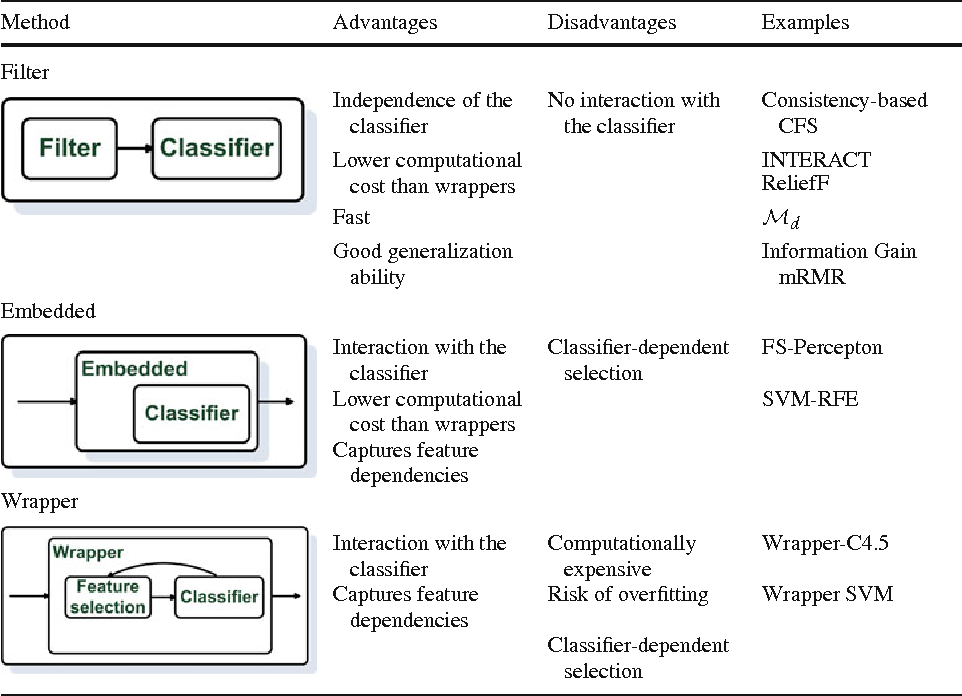 Method Advantages Disadvantages Examples
Filter
Filter Classifier
Independence of the classifier
Lower computational cost than wrappers
Fast
Good generalization ability
No interaction with the classifier
Consistency-based CFS
INTERACT
ReliefF
ℳd
Information Gain
mRMR
Embedded
Embedded
Classifier
Interaction with the classifier
Lower computational cost than wrappers
Captures feature dependencies
Classifier-dependent selection
FS-Percepton
SVM-RFE
Wrapper
Wrapper
Feature selection
Classifier
Interaction with the classifier
Captures feature dependencies
Computationally expensive
Risk of overfitting
Classifier-dependent selection
Wrapper-C4.5
Wrapper SVM